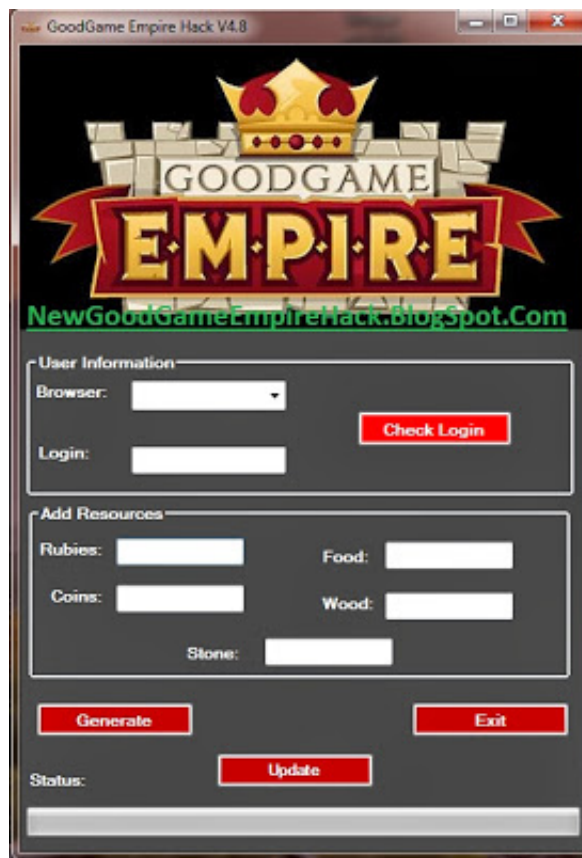 GoodGame Empire Hack V4.8
GOODGAME
E·M·P·I·R·E
NewGoodGameEmpireHack.BlogSpot.Com
User Information
Browser:
Check Login
Login:
Add Resources
Rubies:
Food:
Coins:
Wood:
Stone:
Generate
Exit
Update
Status: